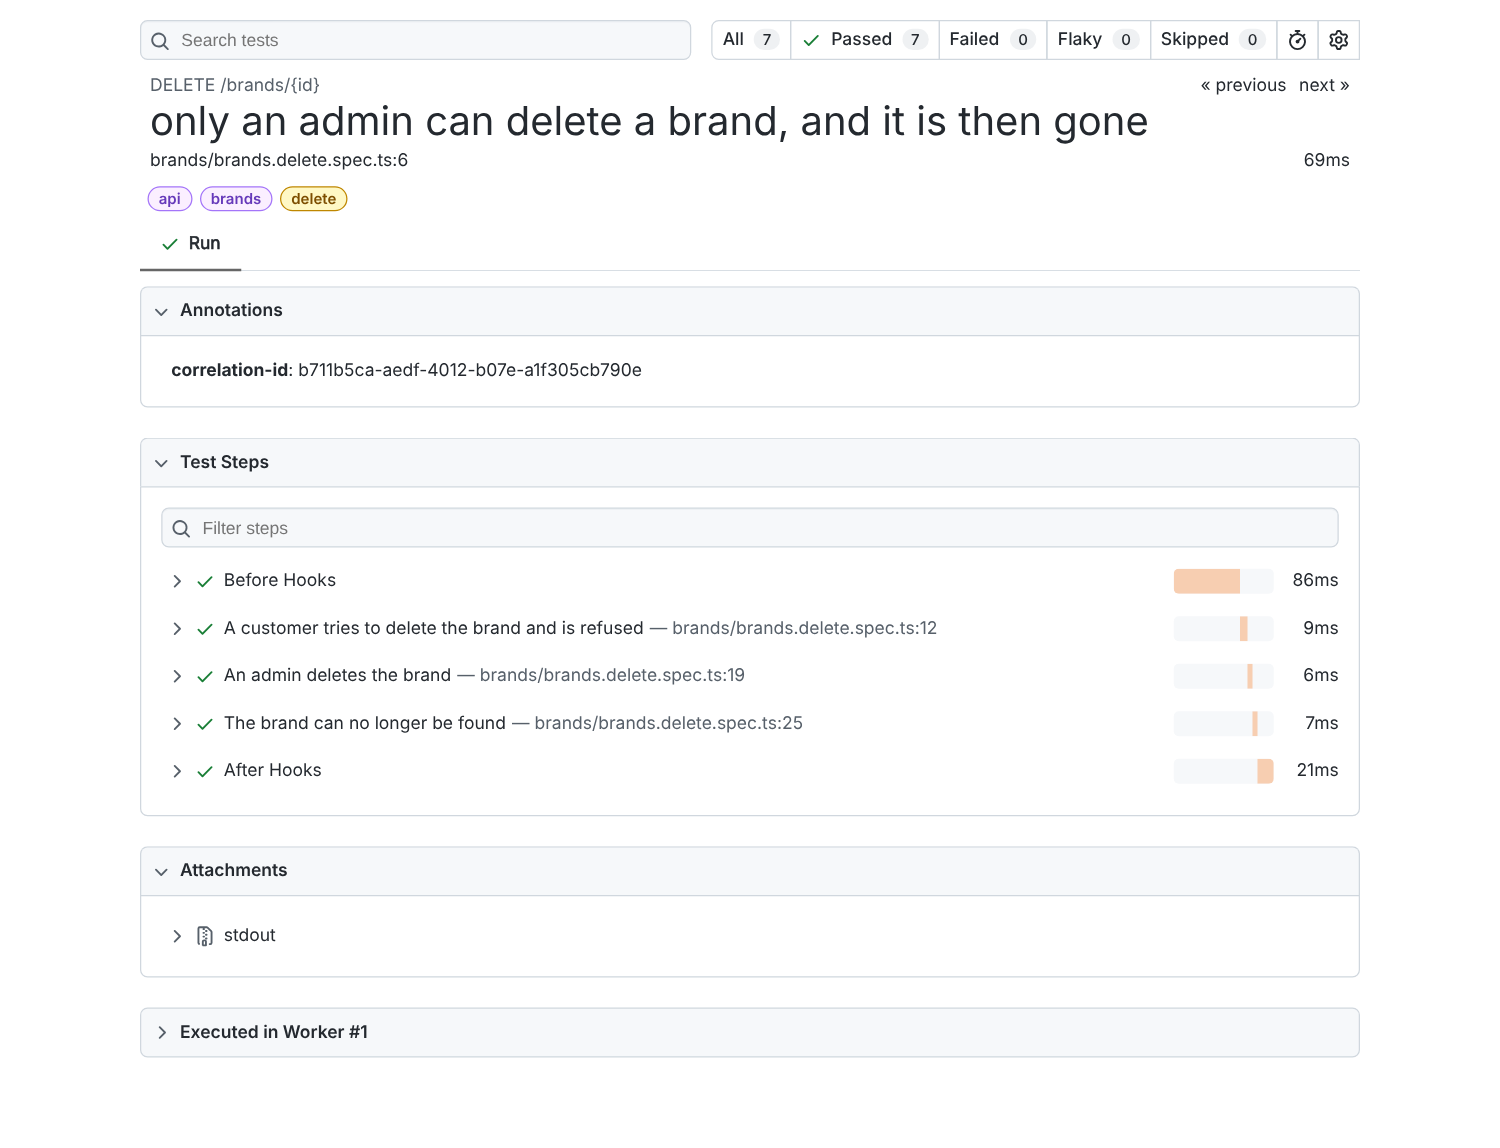 Search tests
All 7 Passed 7 Failed 0 Flaky 0 Skipped 0
DELETE /brands/{id}
« previous next »
only an admin can delete a brand, and it is then gone
brands/brands.delete.spec.ts:6
69ms
api brands delete
Run
Annotations
correlation-id: b711b5ca-aedf-4012-b07e-a1f305cb790e
Test Steps
Filter steps
Before Hooks 86ms
A customer tries to delete the brand and is refused — brands/brands.delete.spec.ts:12 9ms
An admin deletes the brand — brands/brands.delete.spec.ts:19 6ms
The brand can no longer be found — brands/brands.delete.spec.ts:25 7ms
After Hooks 21ms
Attachments
stdout
Executed in Worker #1